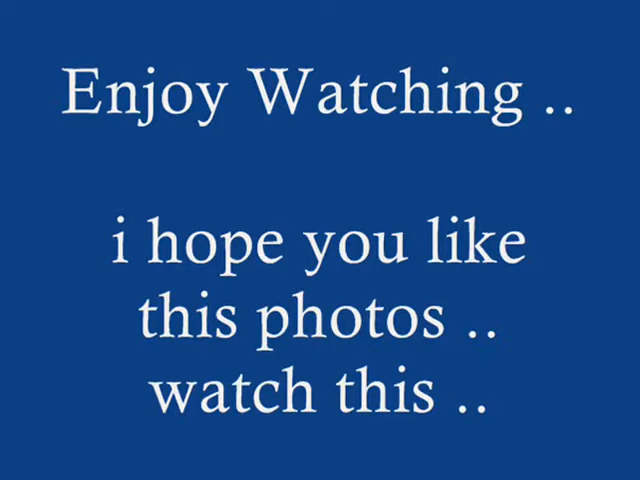 Enjoy Watching ..
i hope you like
this photos ..
watch this ..